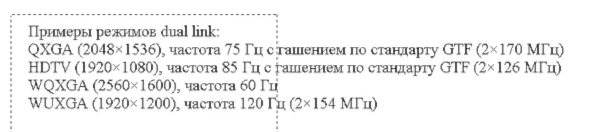 Примеры режимов dual link:
QXGA (2048×1536), частота 75 Гц с гашением по стандарту GTF (2×170 МГц)
HDTV (1920×1080), частота 85 Гц с гашением по стандарту GTF (2×126 МГц)
WQXGA (2560×1600), частота 60 Гц
WUXGA (1920×1200), частота 120 Гц (2×154 МГц)